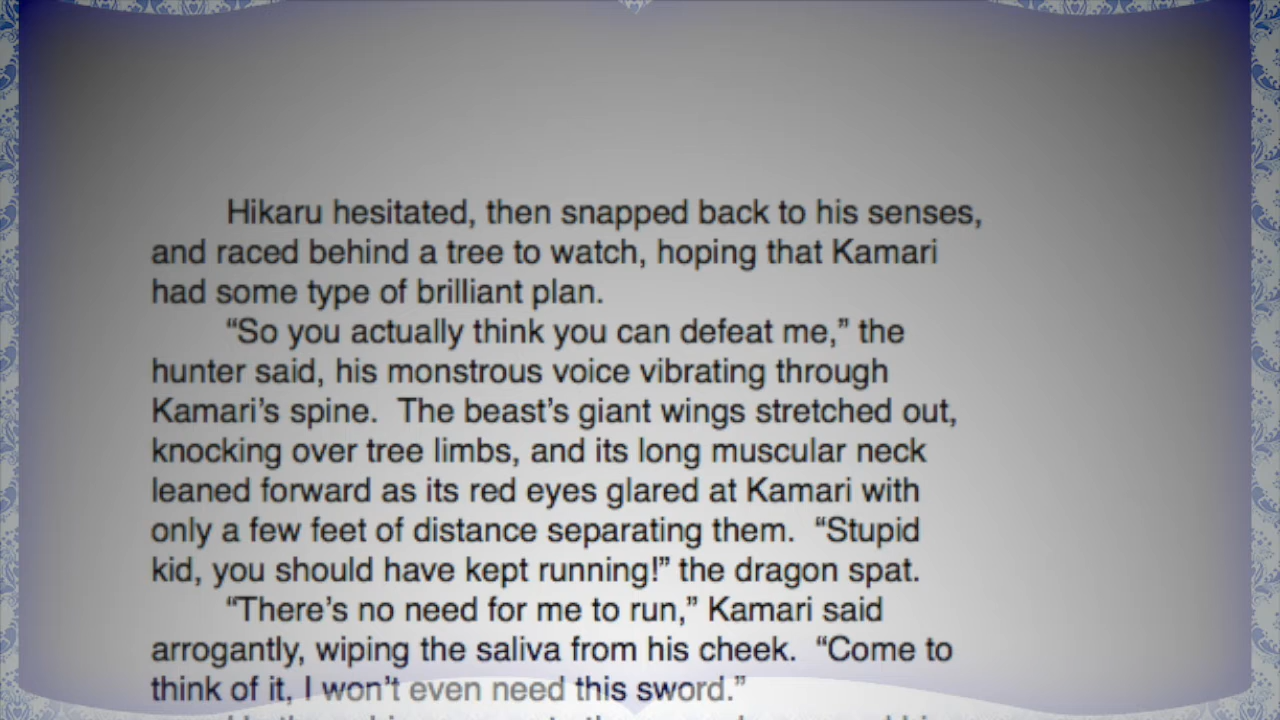 Hikaru hesitated, then snapped back to his senses,
and raced behind a tree to watch, hoping that Kamari
had some type of brilliant plan.
“So you actually think you can defeat me,” the
hunter said, his monstrous voice vibrating through
Kamari’s spine.  The beast’s giant wings stretched out,
knocking over tree limbs, and its long muscular neck
leaned forward as its red eyes glared at Kamari with
only a few feet of distance separating them.  “Stupid
kid, you should have kept running!” the dragon spat.
“There’s no need for me to run,” Kamari said
arrogantly, wiping the saliva from his cheek.  “Come to
think of it, I won’t even need this sword.”